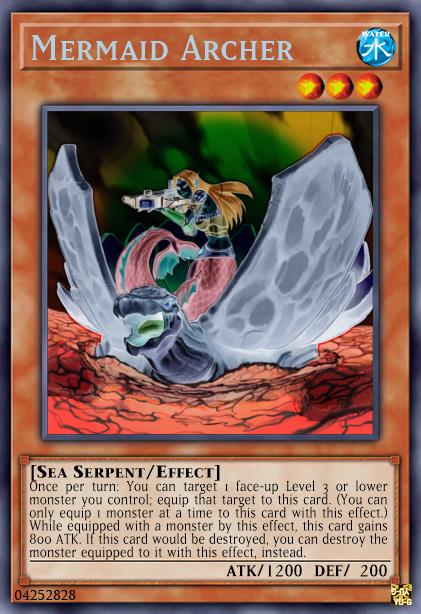 MERMAID ARCHER
WATER
水
[SEA SERPENT/EFFECT]
Once per turn: You can target 1 face-up Level 3 or lower
monster you control; equip that target to this card. (You can
only equip 1 monster at a time to this card with this effect.)
While equipped with a monster by this effect, this card gains
800 ATK. If this card would be destroyed, you can destroy the
monster equipped to it with this effect, instead.
ATK/1200 DEF/ 200
04252828